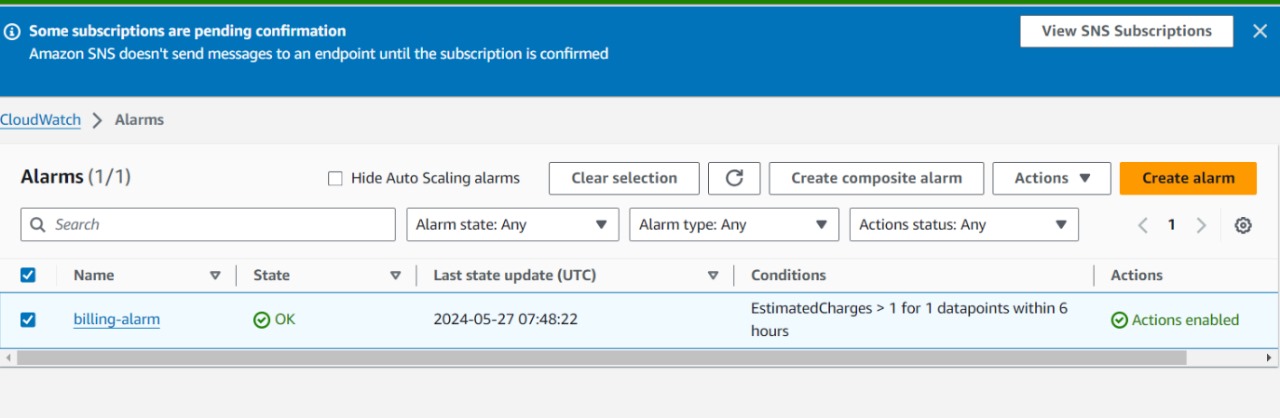 Some subscriptions are pending confirmation
Amazon SNS doesn't send messages to an endpoint until the subscription is confirmed
View SNS Subscriptions
CloudWatch > Alarms
Alarms (1/1)
Hide Auto Scaling alarms
Clear selection
Create composite alarm
Actions
Create alarm
Search
Alarm state: Any
Alarm type: Any
Actions status: Any
1
Name State Last state update (UTC) Conditions Actions
billing-alarm OK 2024-05-27 07:48:22 EstimatedCharges > 1 for 1 datapoints within 6
hours
Actions enabled